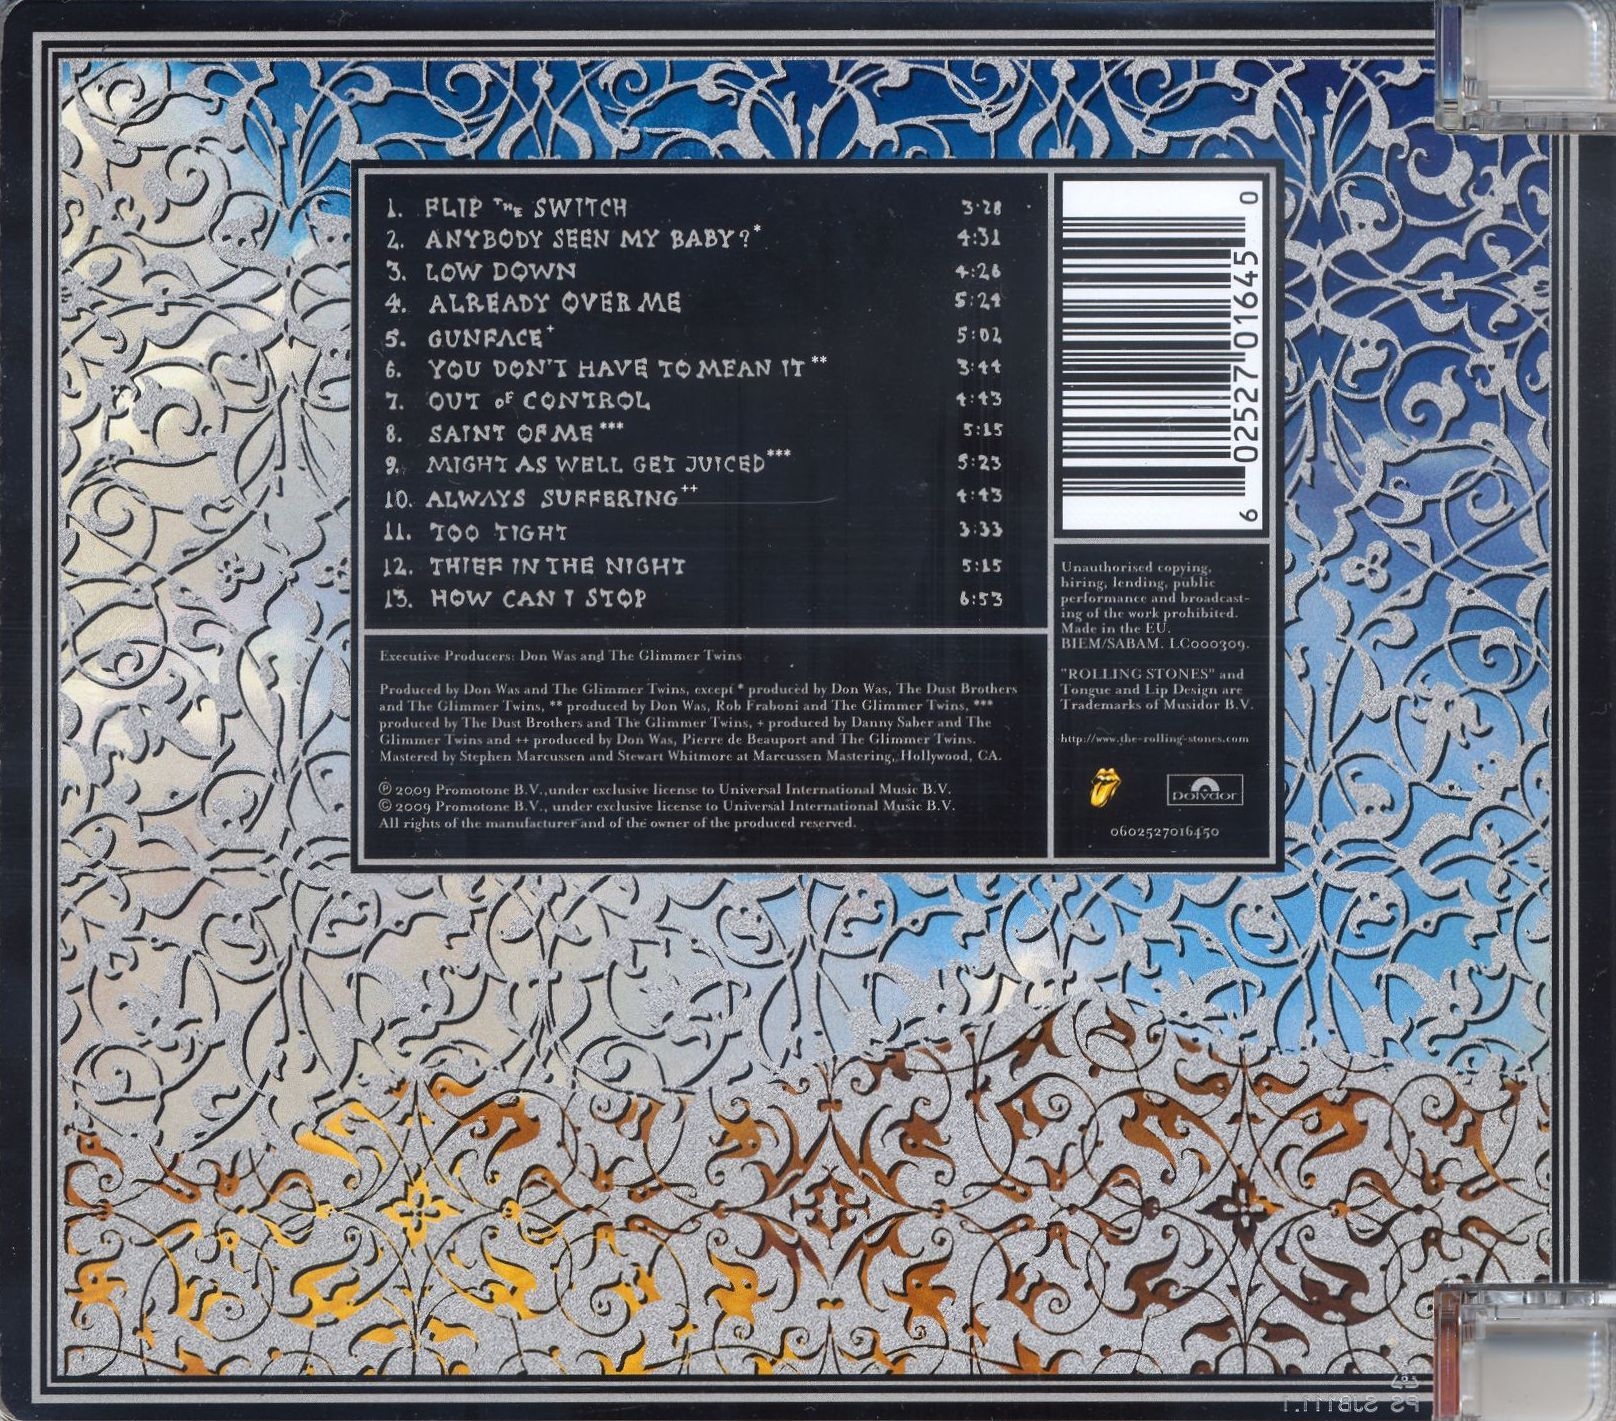 1. FLIP THE SWITCH 3:28
2. ANYBODY SEEN MY BABY?* 4:31
3. LOW DOWN 4:26
4. ALREADY OVER ME 5:24
5. GUNFACE+ 5:02
6. YOU DON'T HAVE TO MEAN IT** 3:44
7. OUT OF CONTROL 4:43
8. SAINT OF ME*** 5:15
9. MIGHT AS WELL GET JUICED*** 5:23
10. ALWAYS SUFFERING++ 4:43
11. TOO TIGHT 3:33
12. THIEF IN THE NIGHT 5:15
13. HOW CAN I STOP 6:53
Executive Producers: Don Was and The Glimmer Twins
Produced by Don Was and The Glimmer Twins, except * produced by Don Was, The Dust Brothers
and The Glimmer Twins, ** produced by Don Was, Rob Fraboni and The Glimmer Twins, ***
produced by The Dust Brothers and The Glimmer Twins, + produced by Danny Saber and The
Glimmer Twins and ++ produced by Don Was, Pierre de Beauport and The Glimmer Twins.
Mastered by Stephen Marcussen and Stewart Whitmore at Marcussen Mastering, Hollywood, CA.
℗ 2009 Promotone B.V.,under exclusive license to Universal International Music B.V.
© 2009 Promotone B.V., under exclusive license to Universal International Music B.V.
All rights of the manufacturer and of the owner of the produced reserved.
6 02527 01645 0
Unauthorised copying,
hiring, lending, public
performance and broadcast-
ing of the work prohibited.
Made in the EU.
BIEM/SABAM. LC000309.
"ROLLING STONES" and
Tongue and Lip Design are
Trademarks of Musidor B.V.
http://www.the-rolling-stones.com
polydor
0602527016450
PS SJB111.1